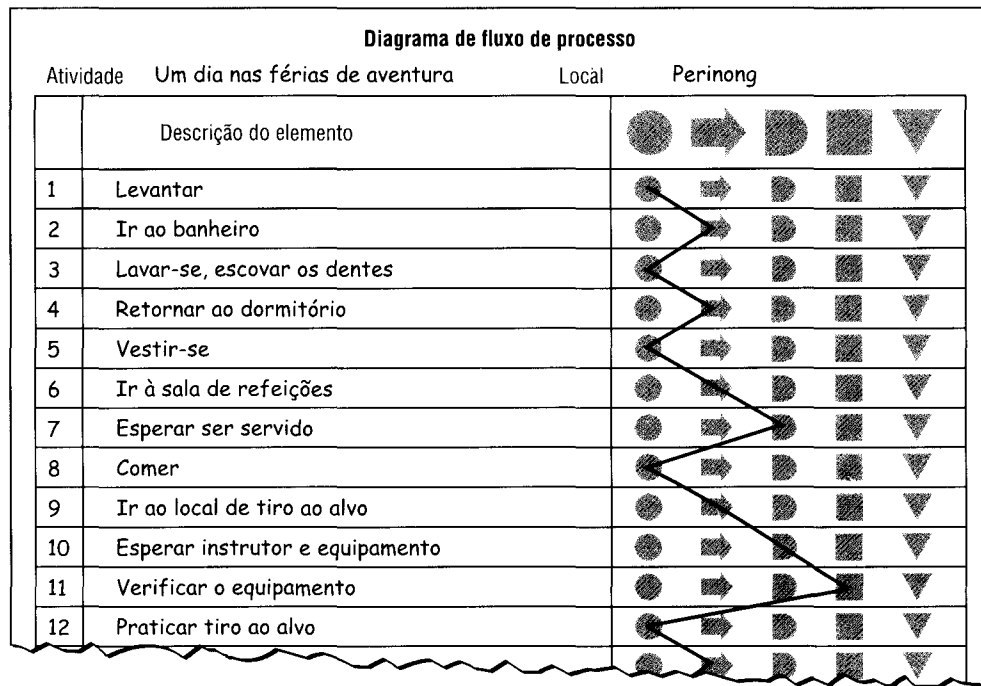 Diagrama de fluxo de processo
Atividade Um dia nas férias de aventura Local Perinong
Descrição do elemento
1 Levantar
2 Ir ao banheiro
3 Lavar-se, escovar os dentes
4 Retornar ao dormitório
5 Vestir-se
6 Ir à sala de refeições
7 Esperar ser servido
8 Comer
9 Ir ao local de tiro ao alvo
10 Esperar instrutor e equipamento
11 Verificar o equipamento
12 Praticar tiro ao alvo